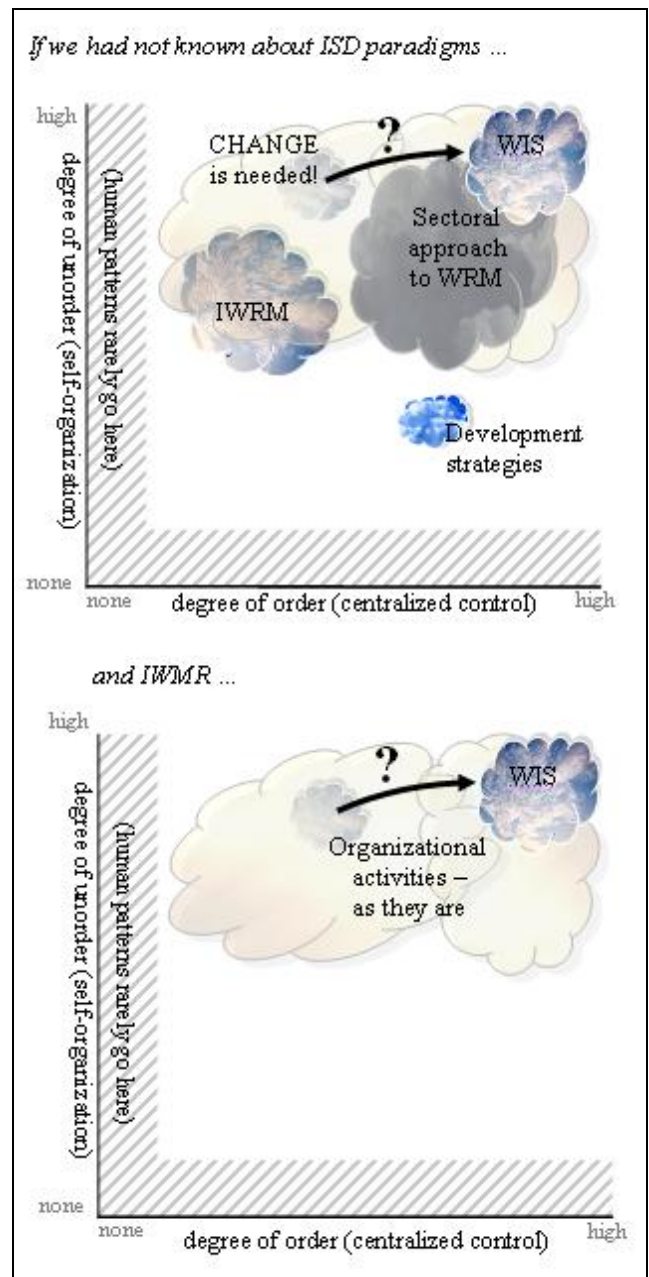 If we had not known about ISD paradigms ...
high
degree of unorder (self-organization)
(human patterns rarely go here)
CHANGE
is needed!
?
WIS
Sectoral
approach
to WRM
IWRM
Development
strategies
none
none
degree of order (centralized control)
high
and IWMR ...
high
degree of unorder (self-organization)
(human patterns rarely go here)
?
WIS
Organizational
activities –
as they are
none
none
degree of order (centralized control)
high